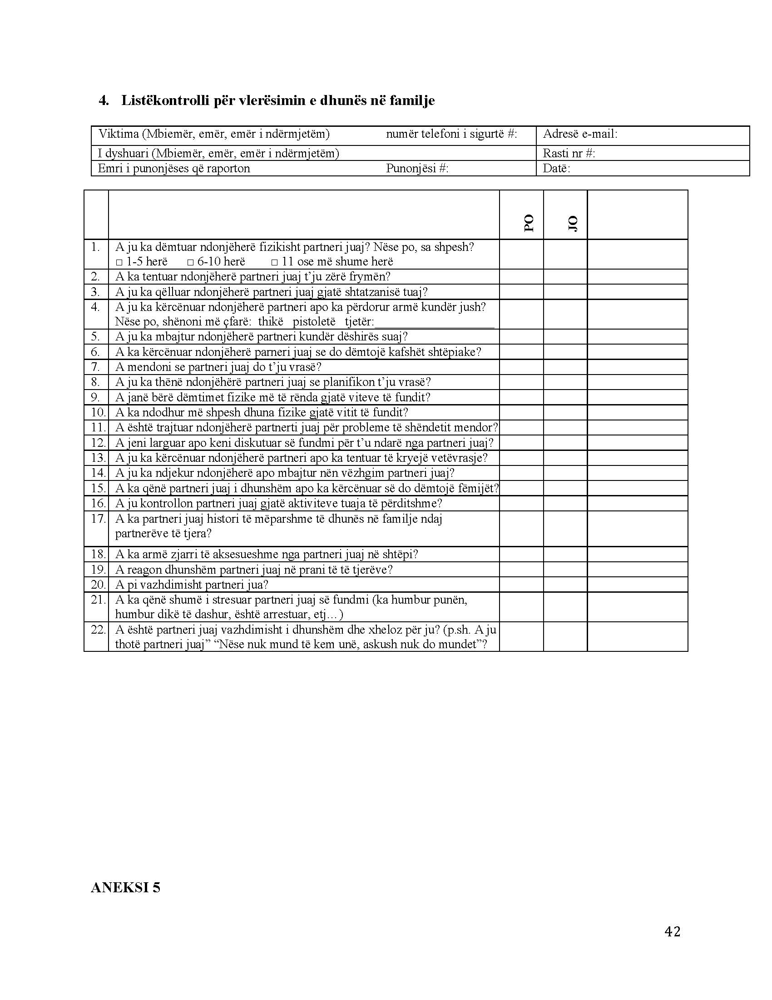 4. Listëkontrolli për vlerësimin e dhunës në familje
Viktima (Mbiemër, emër, emër i ndërmjetëm) numër telefoni i sigurtë #: Adresë e-mail:
I dyshuari (Mbiemër, emër, emër i ndërmjetëm) Rasti nr #:
Emri i punonjëses që raporton Punonjësi #: Datë:
PO JO
1. A ju ka dëmtuar ndonjëherë fizikisht partneri juaj? Nëse po, sa shpesh?
□ 1-5 herë □ 6-10 herë □ 11 ose më shume herë
2. A ka tentuar ndonjëherë partneri juaj t’ju zërë frymën?
3. A ju ka qëlluar ndonjëherë partneri juaj gjatë shtatzanisë tuaj?
4. A ju ka kërcënuar ndonjëherë partneri apo ka përdorur armë kundër jush?
Nëse po, shënoni më çfarë: thikë pistoletë tjetër:___________________
5. A ju ka mbajtur ndonjëherë partneri kundër dëshirës suaj?
6. A ka kërcënuar ndonjëherë parneri juaj se do dëmtojë kafshët shtëpiake?
7. A mendoni se partneri juaj do t’ju vrasë?
8. A ju ka thënë ndonjëhërë partneri juaj se planifikon t’ju vrasë?
9. A janë bërë dëmtimet fizike më të rënda gjatë viteve të fundit?
10. A ka ndodhur më shpesh dhuna fizike gjatë vitit të fundit?
11. A është trajtuar ndonjëherë partnerti juaj për probleme të shëndetit mendor?
12. A jeni larguar apo keni diskutuar së fundmi për t’u ndarë nga partneri juaj?
13. A ju ka kërcënuar ndonjëherë partneri apo ka tentuar të kryejë vetëvrasje?
14. A ju ka ndjekur ndonjëherë apo mbajtur nën vëzhgim partneri juaj?
15. A ka qënë partneri juaj i dhunshëm apo ka kërcënuar së do dëmtojë fëmijët?
16. A ju kontrollon partneri juaj gjatë aktiviteve tuaja të përditshme?
17. A ka partneri juaj histori të mëparshme të dhunës në familje ndaj
partnerëve të tjera?
18. A ka armë zjarri të aksesueshme nga partneri juaj në shtëpi?
19. A reagon dhunshëm partneri juaj në prani të të tjerëve?
20. A pi vazhdimisht partneri jua?
21. A ka qënë shumë i stresuar partneri juaj së fundmi (ka humbur punën,
humbur dikë të dashur, është arrestuar, etj…)
22. A është partneri juaj vazhdimisht i dhunshëm dhe xheloz për ju? (p.sh. A ju
thotë partneri juaj” “Nëse nuk mund të kem unë, askush nuk do mundet”?
ANEKSI 5
42